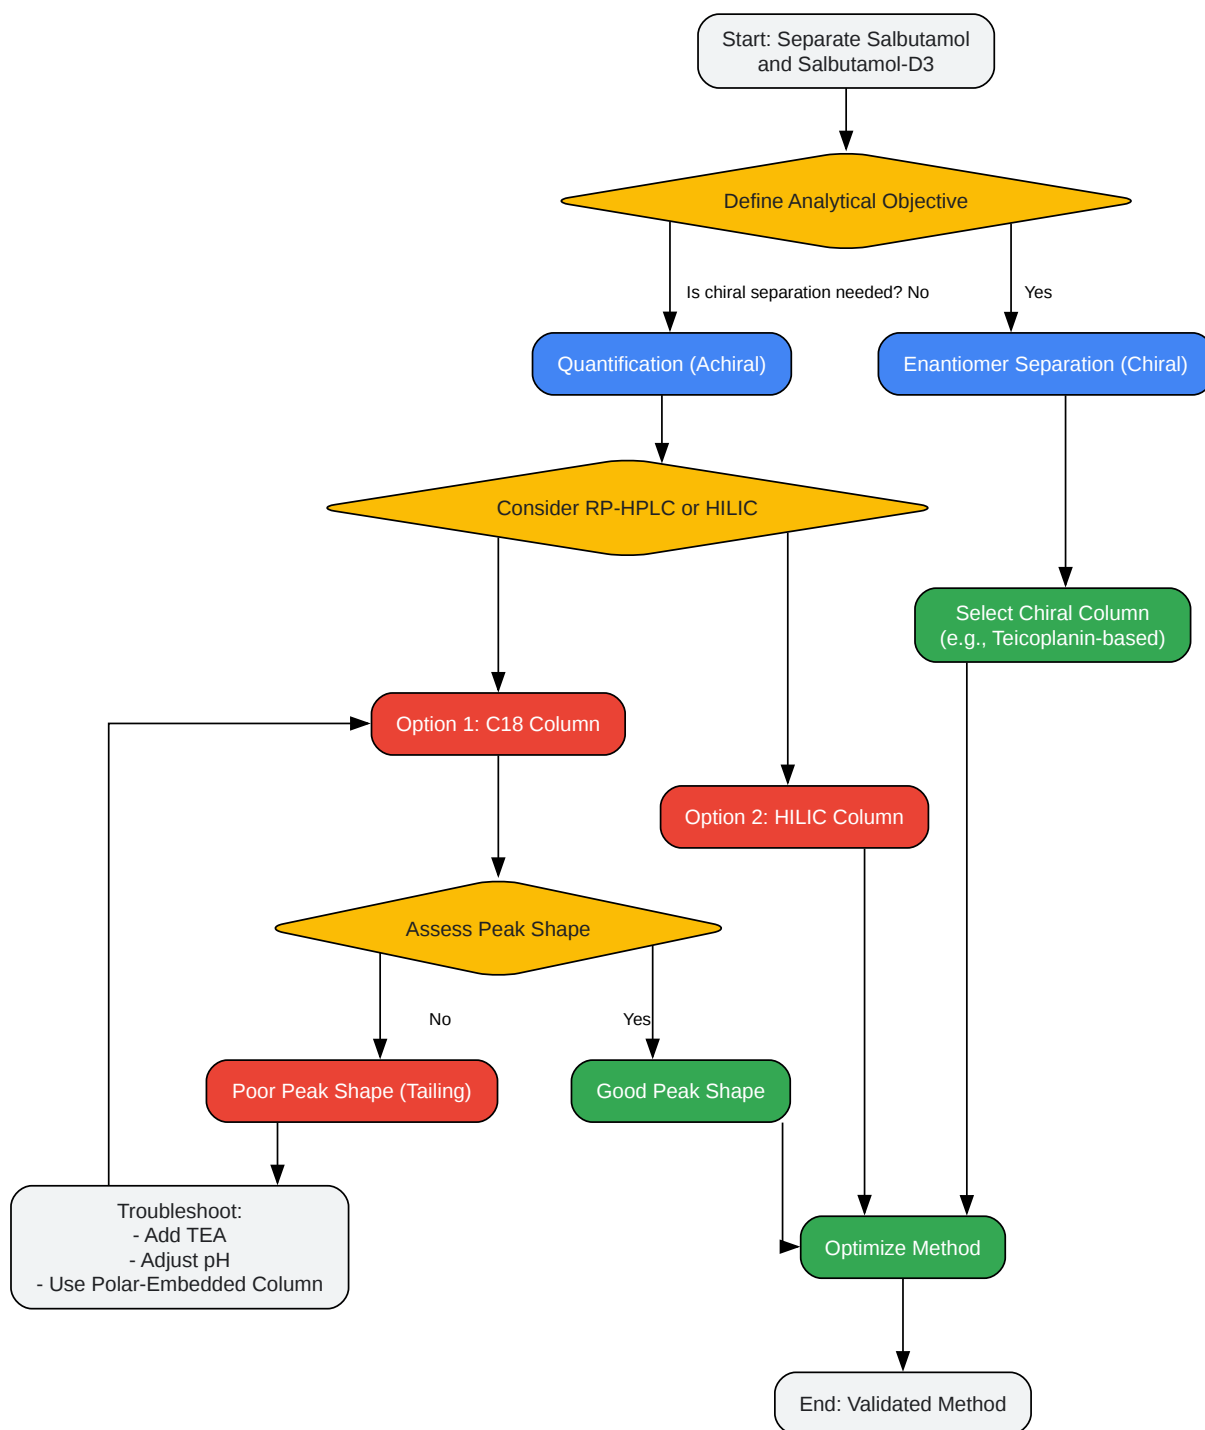 Start: Separate Salbutamol
and Salbutamol-D3
Define Analytical Objective
Is chiral separation needed? No
Yes
Quantification (Achiral)
Enantiomer Separation (Chiral)
Consider RP-HPLC or HILIC
Select Chiral Column
(e.g., Teicoplanin-based)
Option 1: C18 Column
Option 2: HILIC Column
Assess Peak Shape
No
Yes
Poor Peak Shape (Tailing)
Good Peak Shape
Troubleshoot:
- Add TEA
- Adjust pH
- Use Polar-Embedded Column
Optimize Method
End: Validated Method